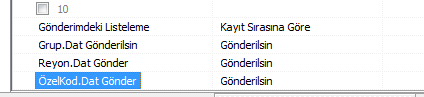 10
Gönderimdeki Listeleme Kayıt Sırasına Göre
Grup.Dat Gönderilsin Gönderilsin
Reyon.Dat Gönder Gönderilsin
ÖzelKod.Dat Gönder Gönderilsin